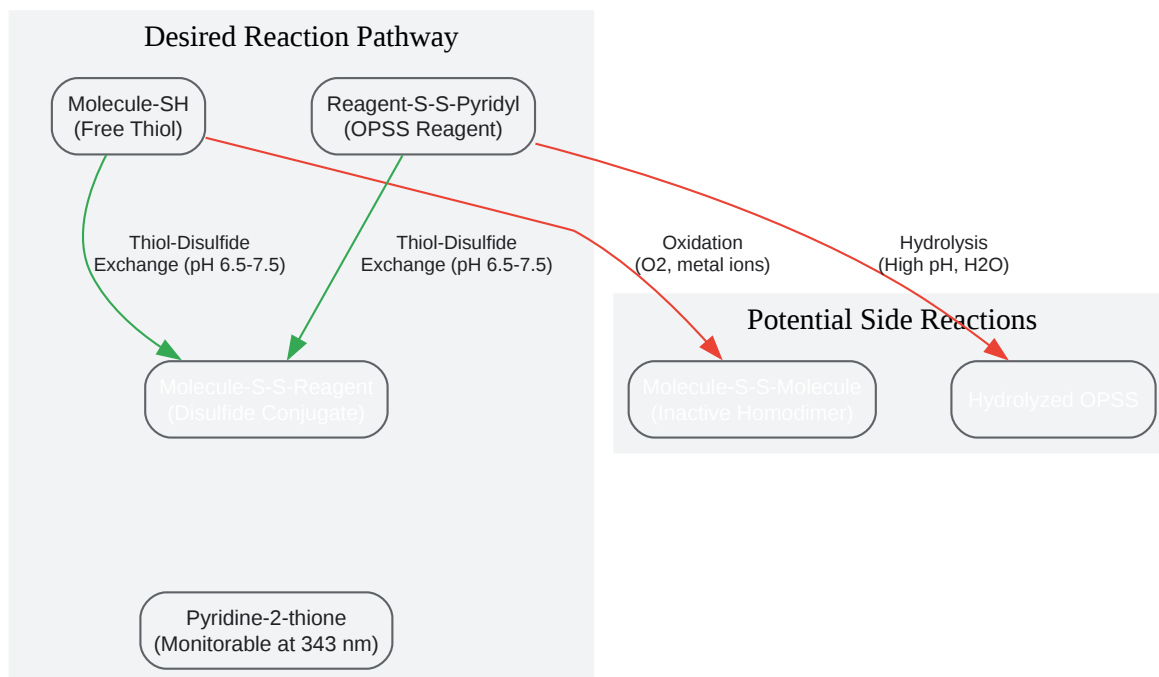 Desired Reaction Pathway
Molecule-SH
(Free Thiol)
Reagent-S-S-Pyridyl
(OPSS Reagent)
Thiol-Disulfide
Exchange (pH 6.5-7.5)
Thiol-Disulfide
Exchange (pH 6.5-7.5)
Oxidation
(O2, metal ions)
Hydrolysis
(High pH, H2O)
Potential Side Reactions
Molecule-S-S-Reagent
(Disulfide Conjugate)
Molecule-S-S-Molecule
(Inactive Homodimer)
Hydrolyzed OPSS
Pyridine-2-thione
(Monitorable at 343 nm)